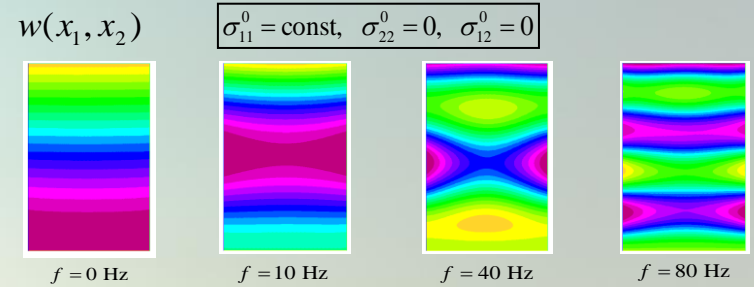 w(x₁, x₂)
σ⁰₁₁ = const, σ⁰₂₂ = 0, σ⁰₁₂ = 0
f = 0 Hz
f = 10 Hz
f = 40 Hz
f = 80 Hz